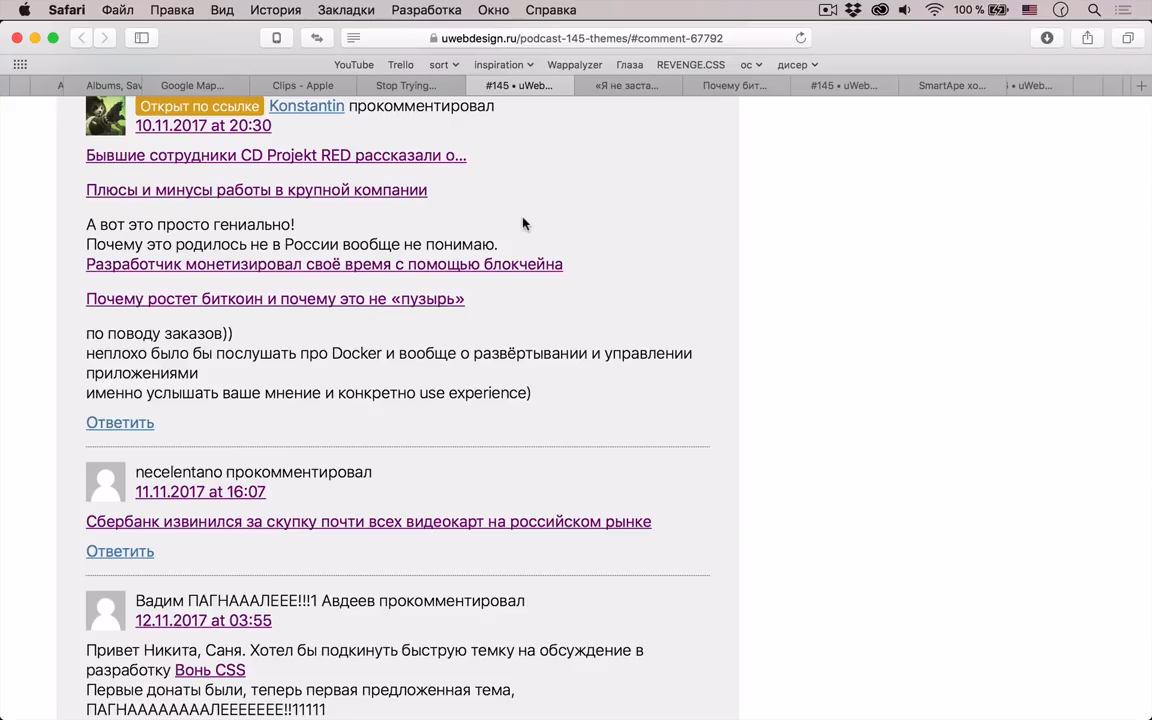 Safari Файл Правка Вид История Закладки Разработка Окно Справка 100 %
uwebdesign.ru/podcast-145-themes/#comment-67792
YouTube Trello sort inspiration Wappalyzer Глаза REVENGE.CSS ос дисер
A Albums, Sav Google Map... Clips - Apple Stop Trying... #145 • uWeb... «Я не заста... Почему бит... #145 • uWeb... SmartApe хо... • uWeb...
Открыт по ссылке Konstantin прокомментировал
10.11.2017 at 20:30
Бывшие сотрудники CD Projekt RED рассказали о...
Плюсы и минусы работы в крупной компании
А вот это просто гениально!
Почему это родилось не в России вообще не понимаю.
Разработчик монетизировал своё время с помощью блокчейна
Почему ростет биткоин и почему это не «пузырь»
по поводу заказов))
неплохо было бы послушать про Docker и вообще о развёртывании и управлении
приложениями
именно услышать ваше мнение и конкретно use experience)
Ответить
necelentano прокомментировал
11.11.2017 at 16:07
Сбербанк извинился за скупку почти всех видеокарт на российском рынке
Ответить
Вадим ПАГНАААЛЕЕЕ!!!1 Авдеев прокомментировал
12.11.2017 at 03:55
Привет Никита, Саня. Хотел бы подкинуть быструю темку на обсуждение в
разработку Вонь CSS
Первые донаты были, теперь первая предложенная тема,
ПАГНАААААААЛЕЕЕЕЕЕЕ!!11111